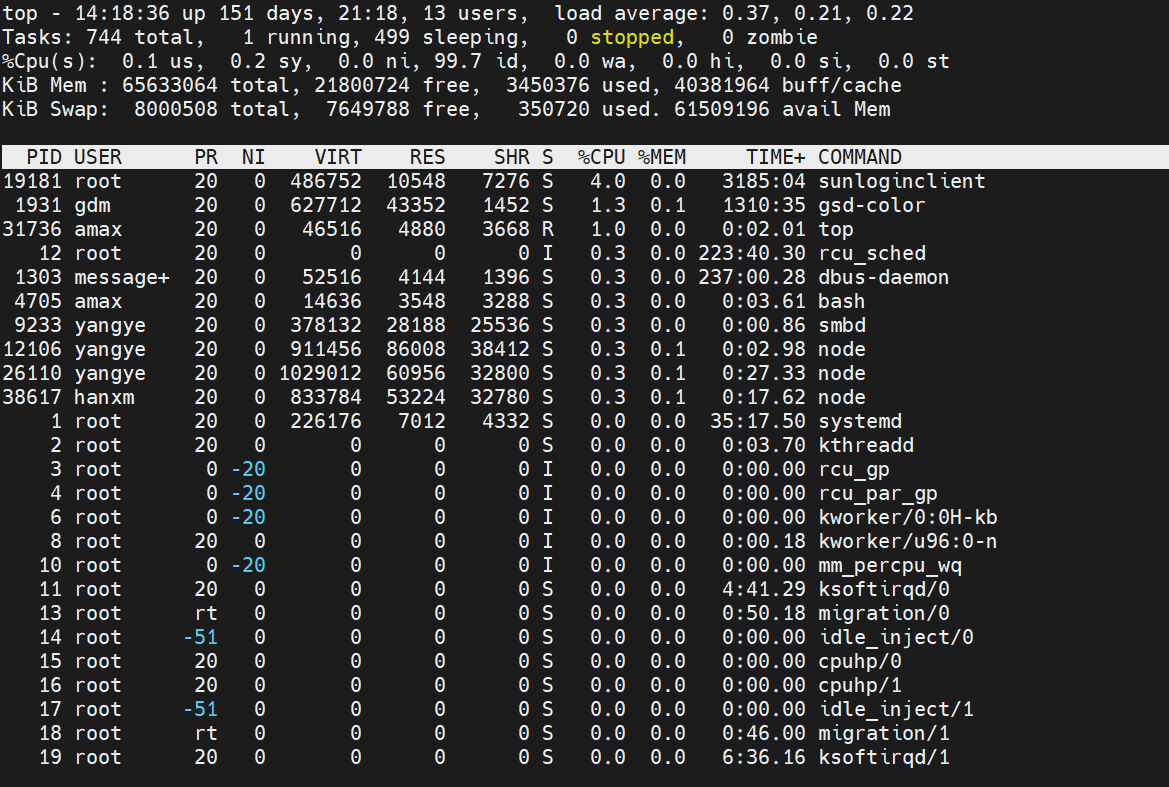 top - 14:18:36 up 151 days, 21:18, 13 users,  load average: 0.37, 0.21, 0.22
Tasks: 744 total,   1 running, 499 sleeping,   0 stopped,   0 zombie
%Cpu(s):  0.1 us,  0.2 sy,  0.0 ni, 99.7 id,  0.0 wa,  0.0 hi,  0.0 si,  0.0 st
KiB Mem : 65633064 total, 21800724 free,  3450376 used, 40381964 buff/cache
KiB Swap:  8000508 total,  7649788 free,   350720 used. 61509196 avail Mem
  PID USER      PR  NI    VIRT    RES    SHR S  %CPU %MEM     TIME+ COMMAND
19181 root      20   0  486752  10548   7276 S   4.0  0.0   3185:04 sunloginclient
 1931 gdm       20   0  627712  43352   1452 S   1.3  0.1   1310:35 gsd-color
31736 amax      20   0   46516   4880   3668 R   1.0  0.0   0:02.01 top
   12 root      20   0       0      0      0 I   0.3  0.0 223:40.30 rcu_sched
 1303 message+  20   0   52516   4144   1396 S   0.3  0.0 237:00.28 dbus-daemon
 4705 amax      20   0   14636   3548   3288 S   0.3  0.0   0:03.61 bash
 9233 yangye    20   0  378132  28188  25536 S   0.3  0.0   0:00.86 smbd
12106 yangye    20   0  911456  86008  38412 S   0.3  0.1   0:02.98 node
26110 yangye    20   0 1029012  60956  32800 S   0.3  0.1   0:27.33 node
38617 hanxm     20   0  833784  53224  32780 S   0.3  0.1   0:17.62 node
    1 root      20   0  226176   7012   4332 S   0.0  0.0  35:17.50 systemd
    2 root      20   0       0      0      0 S   0.0  0.0   0:03.70 kthreadd
    3 root       0 -20       0      0      0 I   0.0  0.0   0:00.00 rcu_gp
    4 root       0 -20       0      0      0 I   0.0  0.0   0:00.00 rcu_par_gp
    6 root       0 -20       0      0      0 I   0.0  0.0   0:00.00 kworker/0:0H-kb
    8 root      20   0       0      0      0 I   0.0  0.0   0:00.18 kworker/u96:0-n
   10 root       0 -20       0      0      0 I   0.0  0.0   0:00.00 mm_percpu_wq
   11 root      20   0       0      0      0 S   0.0  0.0   4:41.29 ksoftirqd/0
   13 root      rt   0       0      0      0 S   0.0  0.0   0:50.18 migration/0
   14 root     -51   0       0      0      0 S   0.0  0.0   0:00.00 idle_inject/0
   15 root      20   0       0      0      0 S   0.0  0.0   0:00.00 cpuhp/0
   16 root      20   0       0      0      0 S   0.0  0.0   0:00.00 cpuhp/1
   17 root     -51   0       0      0      0 S   0.0  0.0   0:00.00 idle_inject/1
   18 root      rt   0       0      0      0 S   0.0  0.0   0:46.00 migration/1
   19 root      20   0       0      0      0 S   0.0  0.0   6:36.16 ksoftirqd/1